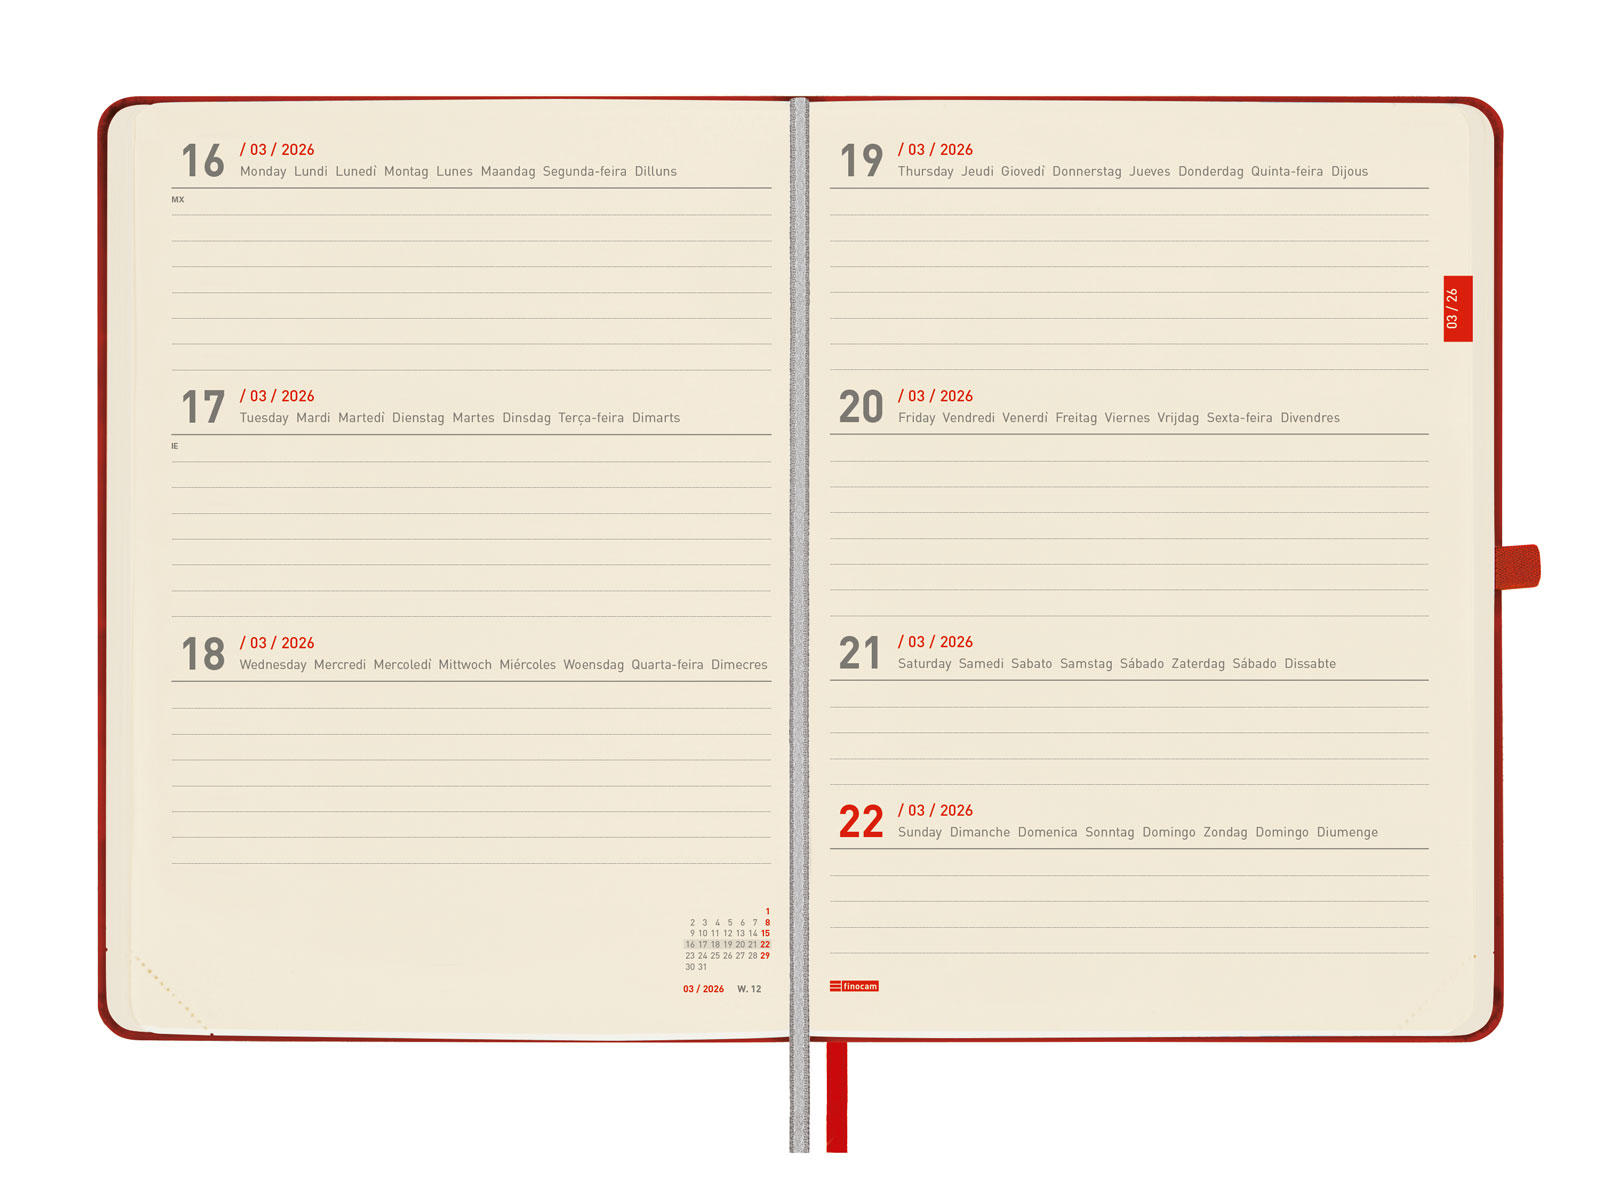 16 / 03 / 2026
Monday Lundi Lunedì Montag Lunes Maandag Segunda-feira Dilluns
MX
17 / 03 / 2026
Tuesday Mardi Martedì Dienstag Martes Dinsdag Terça-feira Dimarts
IE
18 / 03 / 2026
Wednesday Mercredi Mercoledì Mittwoch Miércoles Woensdag Quarta-feira Dimecres
1
2 3 4 5 6 7 8
9 10 11 12 13 14 15
16 17 18 19 20 21 22
23 24 25 26 27 28 29
30 31
03 / 2026 W. 12
19 / 03 / 2026
Thursday Jeudi Giovedì Donnerstag Jueves Donderdag Quinta-feira Dijous
03 / 26
20 / 03 / 2026
Friday Vendredi Venerdì Freitag Viernes Vrijdag Sexta-feira Divendres
21 / 03 / 2026
Saturday Samedi Sabato Samstag Sábado Zaterdag Sábado Dissabte
22 / 03 / 2026
Sunday Dimanche Domenica Sonntag Domingo Zondag Domingo Diumenge
finocam